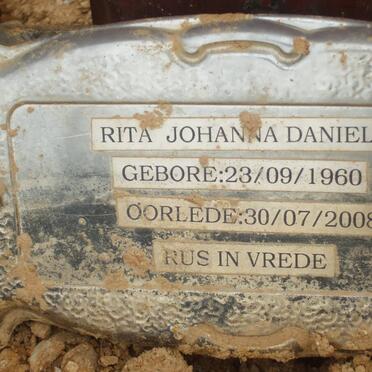 RITA JOHANNA DANIEL
GEBORE:23/09/1960
OORLEDE:30/07/2008
RUS IN VREDE